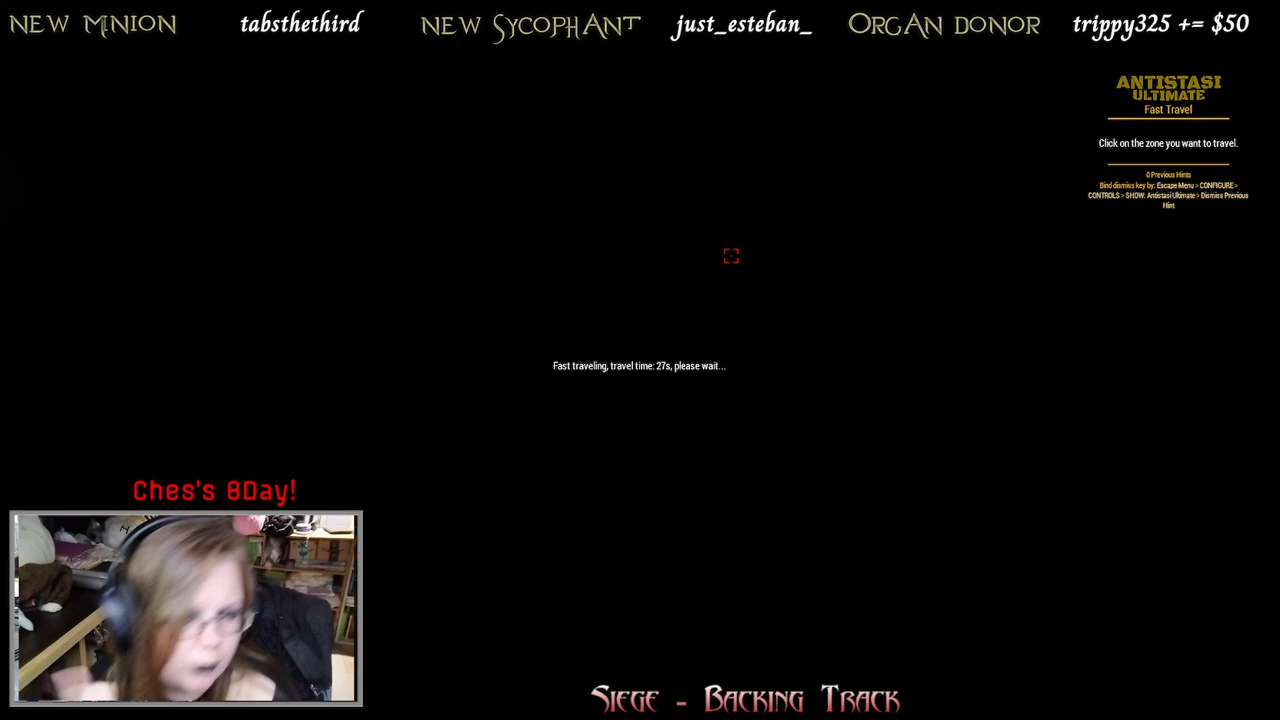 NEW MINION
tabsthethird
NEW SYCOPHANT
just_esteban_
ORGAN DONOR
trippy325 += $50
ANTISTASI
ULTIMATE
Fast Travel
Click on the zone you want to travel.
0 Previous Hints
Bind dismiss key by: Escape Menu > CONFIGURE >
CONTROLS > SHOW: Antistasi Ultimate > Dismiss Previous
Hint
Fast traveling, travel time: 27s, please wait...
Ches's BDay!
SIEGE - BACKING TRACK